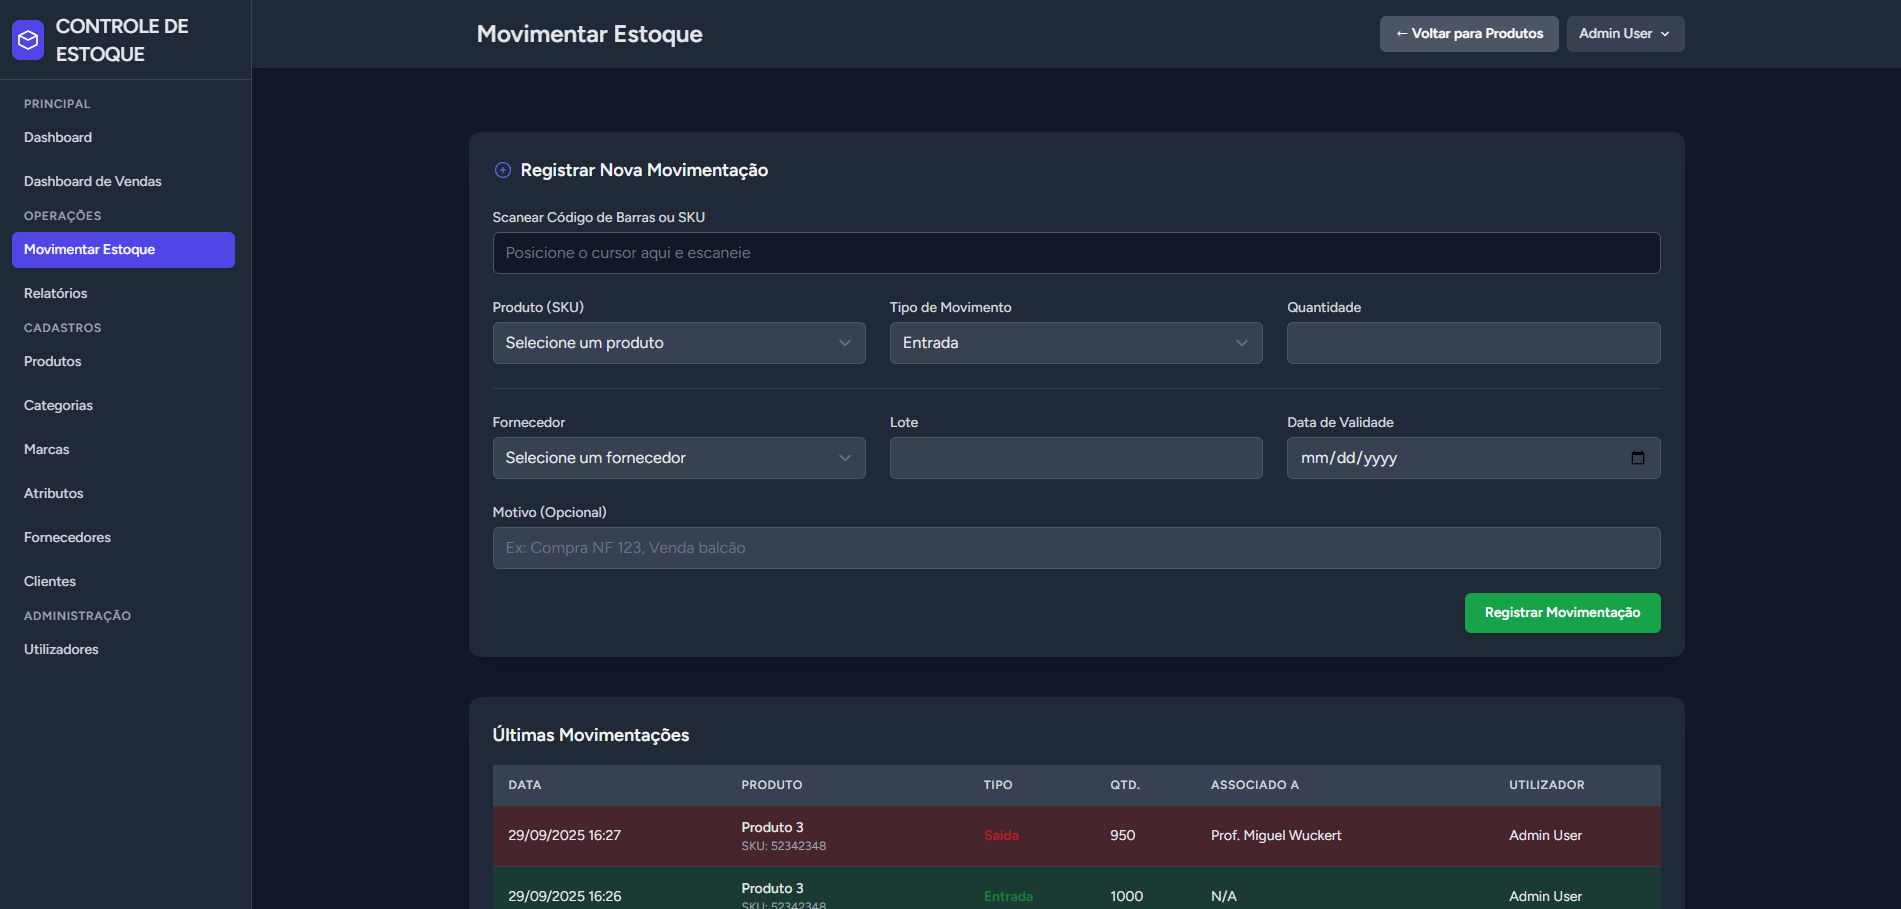 CONTROLE DE
ESTOQUE
PRINCIPAL
Dashboard
Dashboard de Vendas
OPERAÇÕES
Movimentar Estoque
Relatórios
CADASTROS
Produtos
Categorias
Marcas
Atributos
Fornecedores
Clientes
ADMINISTRAÇÃO
Utilizadores
Movimentar Estoque
← Voltar para Produtos
Admin User
Registrar Nova Movimentação
Scanear Código de Barras ou SKU
Posicione o cursor aqui e escaneie
Produto (SKU) Tipo de Movimento Quantidade
Selecione um produto Entrada
Fornecedor Lote Data de Validade
Selecione um fornecedor mm/dd/yyyy
Motivo (Opcional)
Ex: Compra NF 123, Venda balcão
Registrar Movimentação
Últimas Movimentações
DATA PRODUTO TIPO QTD. ASSOCIADO A UTILIZADOR
29/09/2025 16:27 Produto 3 Saida 950 Prof. Miguel Wuckert Admin User
SKU: 52342348
29/09/2025 16:26 Produto 3 Entrada 1000 N/A Admin User
SKU: 52342348